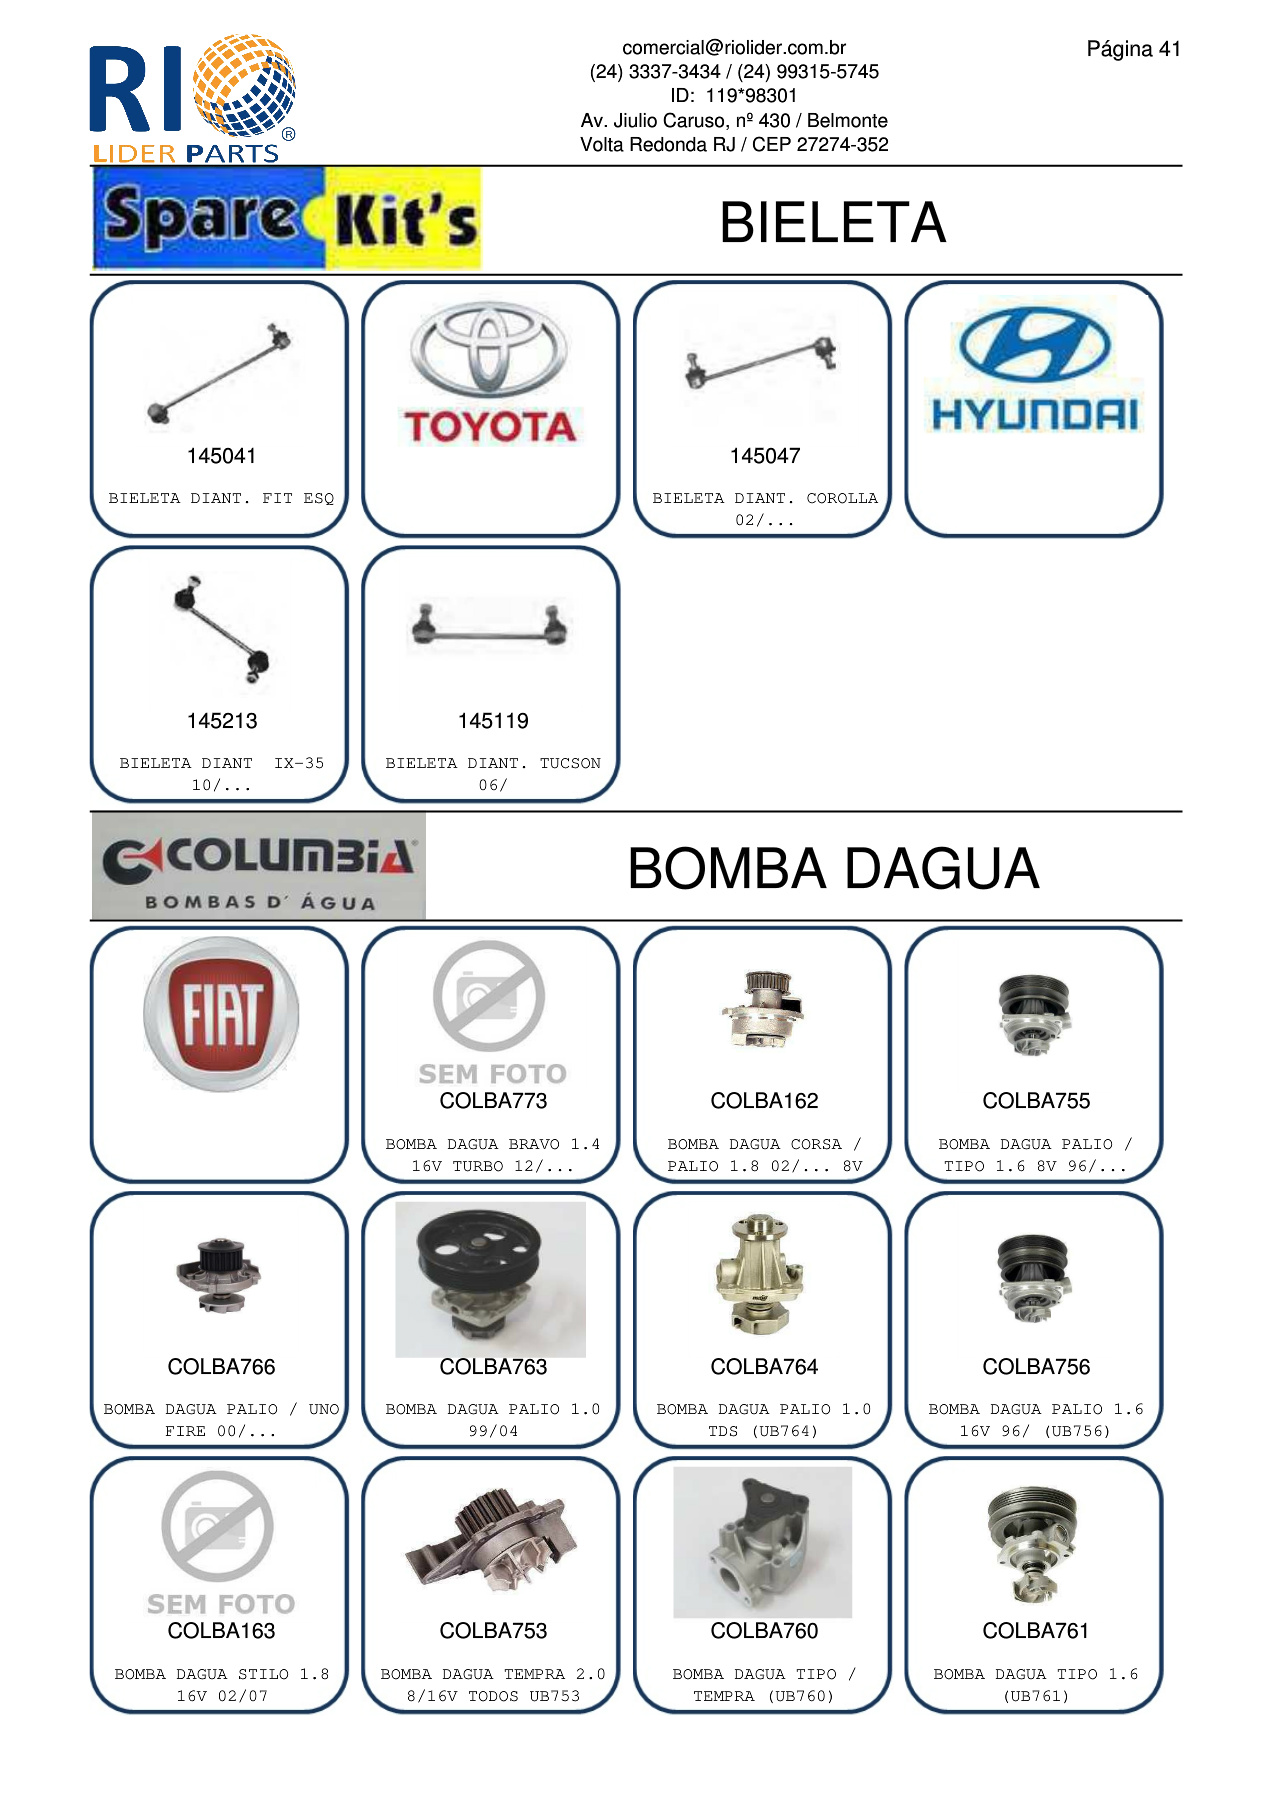 RIO
LIDER PARTS
®
comercial@riolider.com.br
(24) 3337-3434 / (24) 99315-5745
ID: 119*98301
Av. Jiulio Caruso, nº 430 / Belmonte
Volta Redonda RJ / CEP 27274-352
Página 41
Spare Kit's
BIELETA
145041
BIELETA DIANT. FIT ESQ
TOYOTA
145047
BIELETA DIANT. COROLLA
02/...
HYUNDAI
145213
BIELETA DIANT  IX-35
10/...
145119
BIELETA DIANT. TUCSON
06/
COLUMBiA
BOMBAS D´ ÁGUA
BOMBA DAGUA
FIAT
SEM FOTO
COLBA773
BOMBA DAGUA BRAVO 1.4
16V TURBO 12/...
COLBA162
BOMBA DAGUA CORSA /
PALIO 1.8 02/... 8V
COLBA755
BOMBA DAGUA PALIO /
TIPO 1.6 8V 96/...
COLBA766
BOMBA DAGUA PALIO / UNO
FIRE 00/...
COLBA763
BOMBA DAGUA PALIO 1.0
99/04
COLBA764
BOMBA DAGUA PALIO 1.0
TDS (UB764)
COLBA756
BOMBA DAGUA PALIO 1.6
16V 96/ (UB756)
SEM FOTO
COLBA163
BOMBA DAGUA STILO 1.8
16V 02/07
COLBA753
BOMBA DAGUA TEMPRA 2.0
8/16V TODOS UB753
COLBA760
BOMBA DAGUA TIPO /
TEMPRA (UB760)
COLBA761
BOMBA DAGUA TIPO 1.6
(UB761)